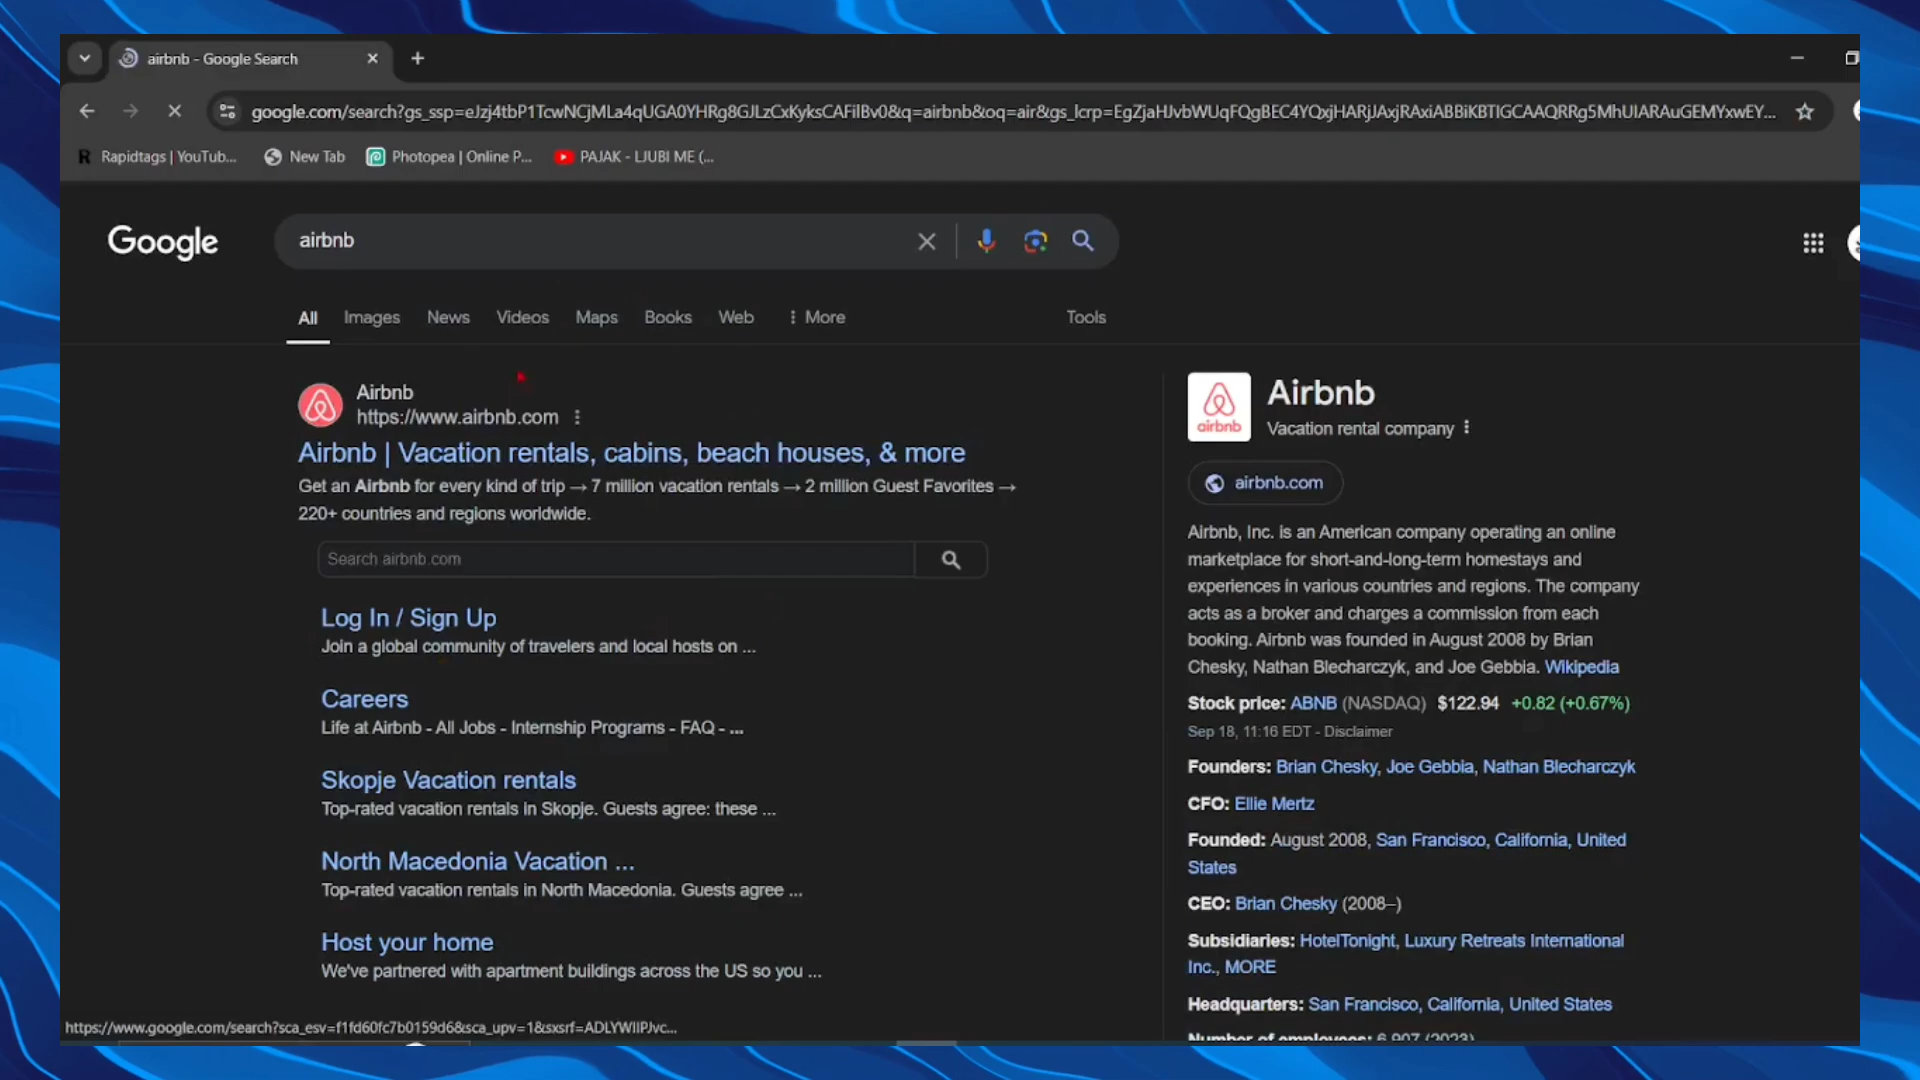 airbnb - Google Search
google.com/search?gs_ssp=eJzj4tbP1TcwNCjMLa4qUGA0YHRg8GJLzCxKyksCAFilBv0&q=airbnb&oq=air&gs_lcrp=EgZjaHJvbWUqFQgBEC4YQxjHARjJAxjRAxiABBiKBTIGCAAQRRg5MhUIARAuGEMYxwEY...
Rapidtags | YouTub...
New Tab
Photopea | Online P...
PAJAK - LJUBI ME (...
Google
airbnb
All
Images
News
Videos
Maps
Books
Web
More
Tools
Airbnb
https://www.airbnb.com
Airbnb | Vacation rentals, cabins, beach houses, & more
Get an Airbnb for every kind of trip → 7 million vacation rentals → 2 million Guest Favorites →
220+ countries and regions worldwide.
Search airbnb.com
Log In / Sign Up
Join a global community of travelers and local hosts on ...
Careers
Life at Airbnb - All Jobs - Internship Programs - FAQ - ...
Skopje Vacation rentals
Top-rated vacation rentals in Skopje. Guests agree: these ...
North Macedonia Vacation ...
Top-rated vacation rentals in North Macedonia. Guests agree ...
Host your home
We've partnered with apartment buildings across the US so you ...
airbnb
Airbnb
Vacation rental company
airbnb.com
Airbnb, Inc. is an American company operating an online
marketplace for short-and-long-term homestays and
experiences in various countries and regions. The company
acts as a broker and charges a commission from each
booking. Airbnb was founded in August 2008 by Brian
Chesky, Nathan Blecharczyk, and Joe Gebbia. Wikipedia
Stock price: ABNB (NASDAQ) $122.94 +0.82 (+0.67%)
Sep 18, 11:16 EDT - Disclaimer
Founders: Brian Chesky, Joe Gebbia, Nathan Blecharczyk
CFO: Ellie Mertz
Founded: August 2008, San Francisco, California, United
States
CEO: Brian Chesky (2008–)
Subsidiaries: HotelTonight, Luxury Retreats International
Inc., MORE
Headquarters: San Francisco, California, United States
Number of employees: 6,907 (2023)
https://www.google.com/search?sca_esv=f1fd60fc7b0159d6&sca_upv=1&sxsrf=ADLYWIIPJvc...